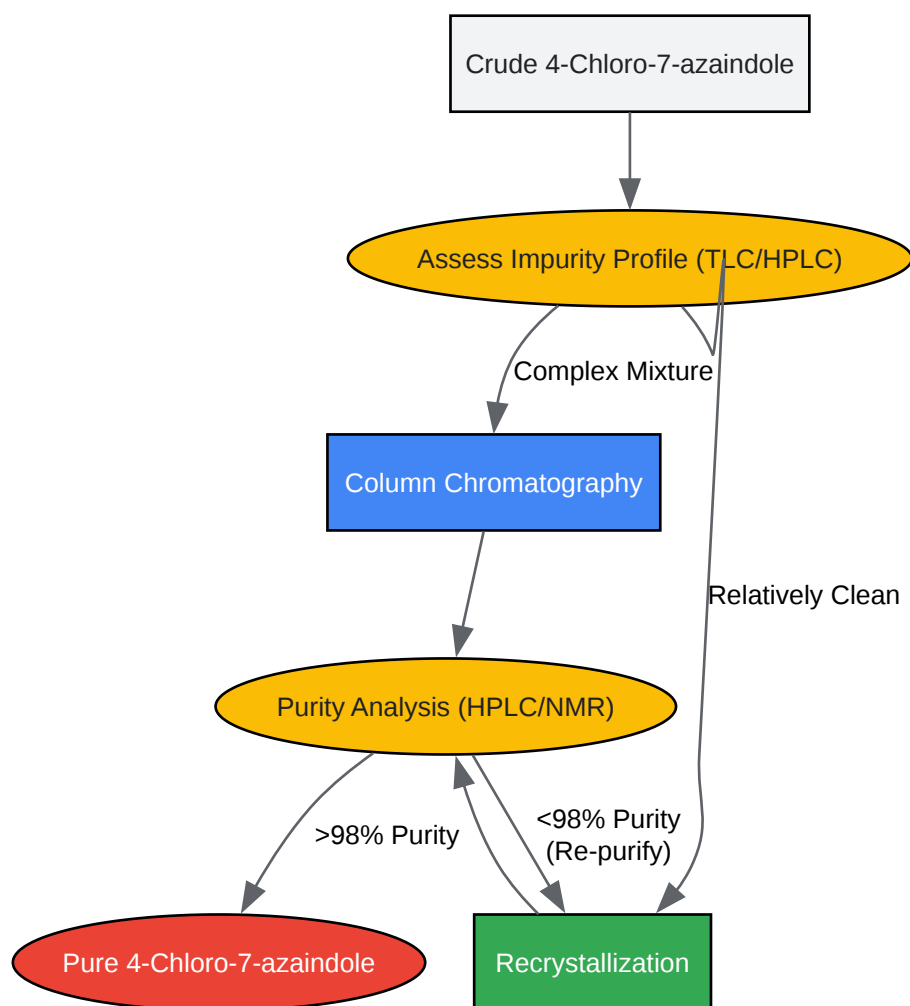 Crude 4-Chloro-7-azaindole
Assess Impurity Profile (TLC/HPLC)
Complex Mixture
Column Chromatography
Relatively Clean
Purity Analysis (HPLC/NMR)
>98% Purity
<98% Purity
(Re-purify)
Pure 4-Chloro-7-azaindole
Recrystallization